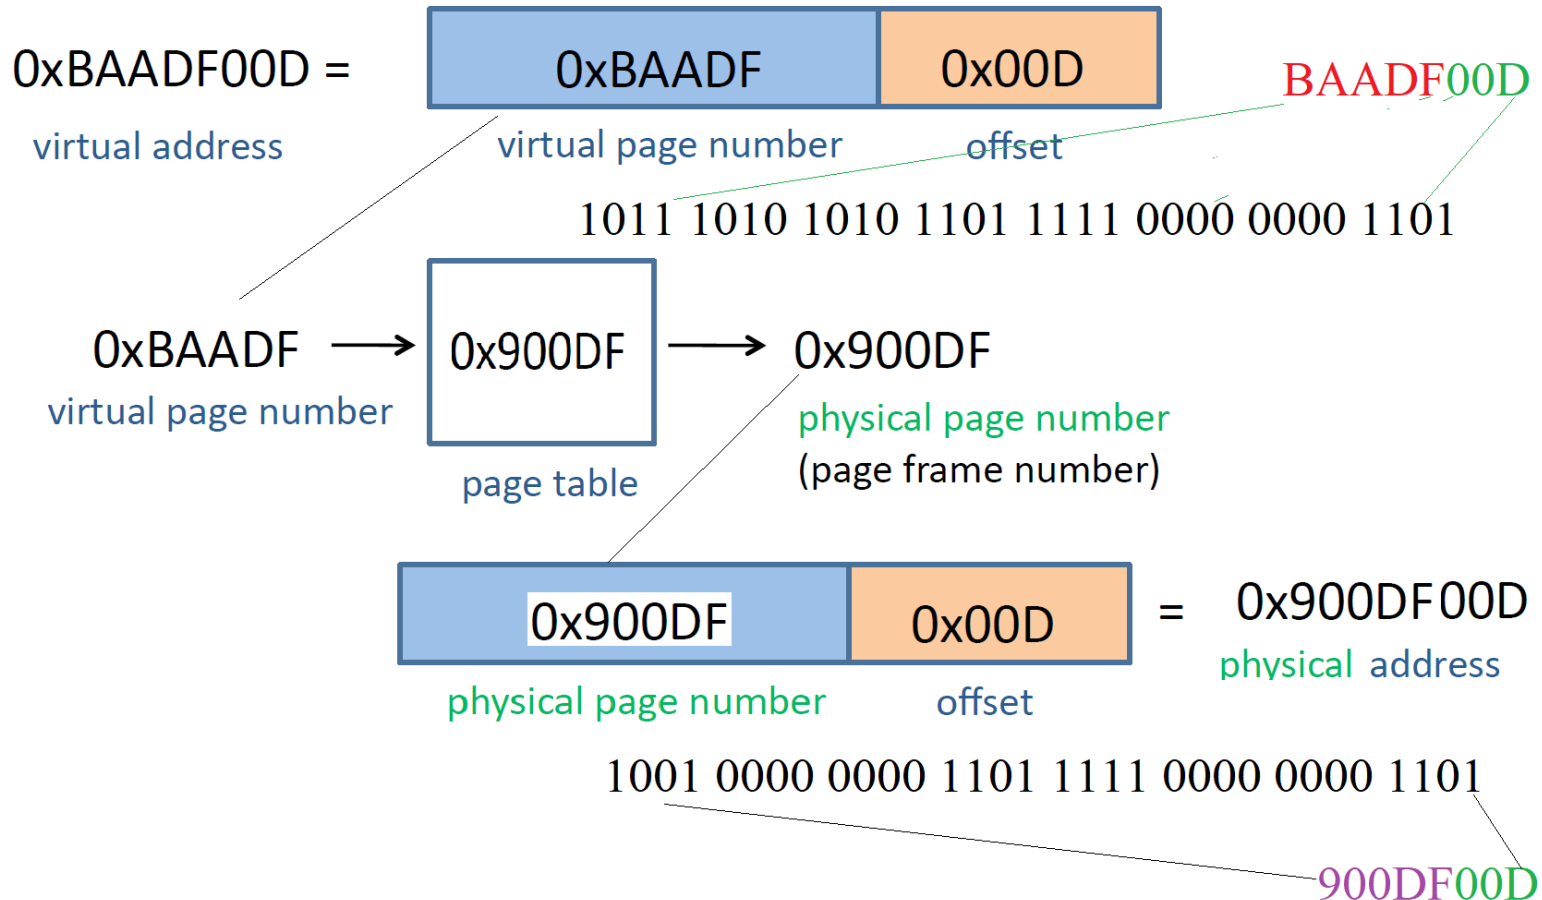 0xBAADF00D =
0xBAADF
0x00D
BAADF00D
virtual address
virtual page number
offset
1011 1010 1010 1101 1111 0000 0000 1101
0xBAADF
0x900DF
0x900DF
virtual page number
page table
physical page number
(page frame number)
0x900DF
0x00D
=
0x900DF00D
physical page number
offset
physical address
1001 0000 0000 1101 1111 0000 0000 1101
900DF00D